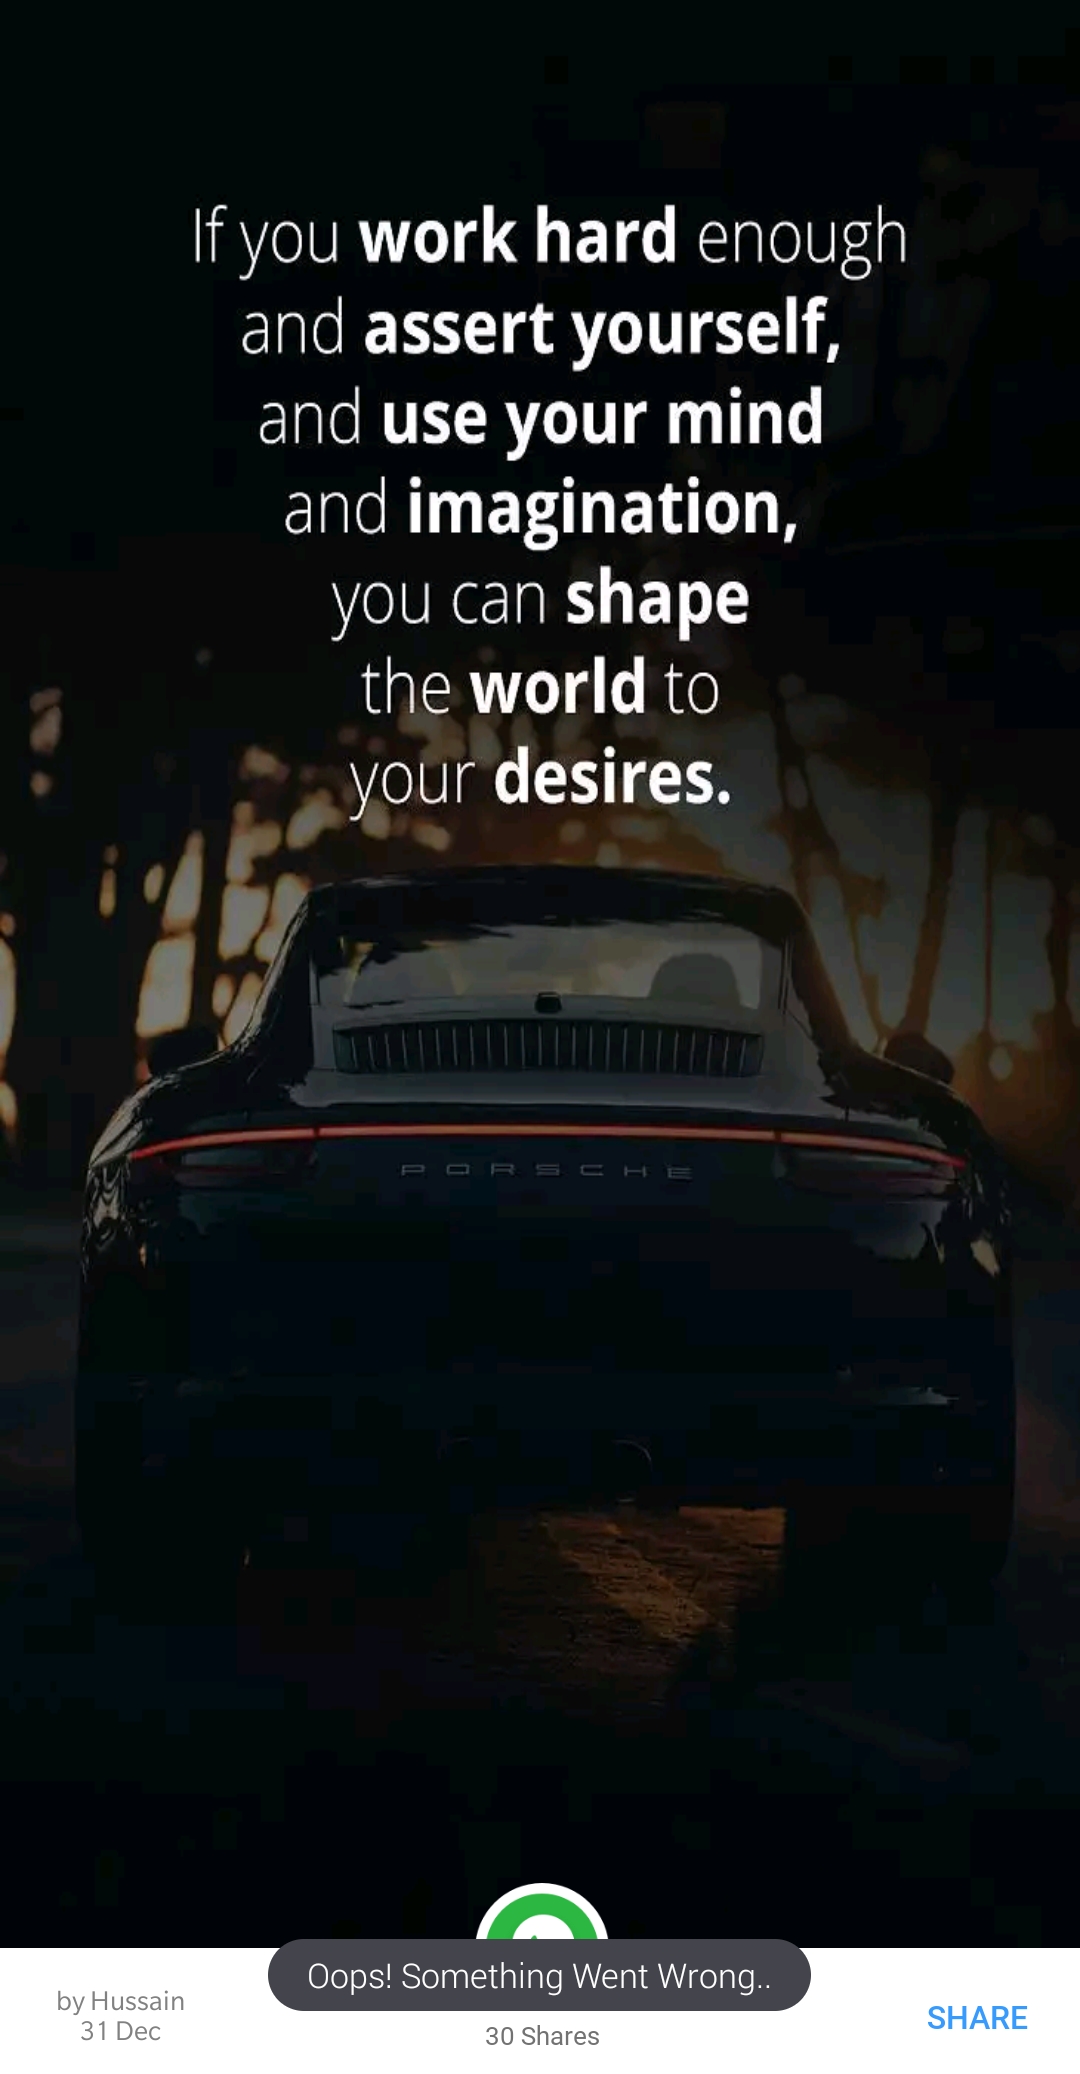 If you work hard enough
and assert yourself,
and use your mind
and imagination,
you can shape
the world to
your desires.
PORSCHE
Oops! Something Went Wrong..
by Hussain
31 Dec
30 Shares
SHARE